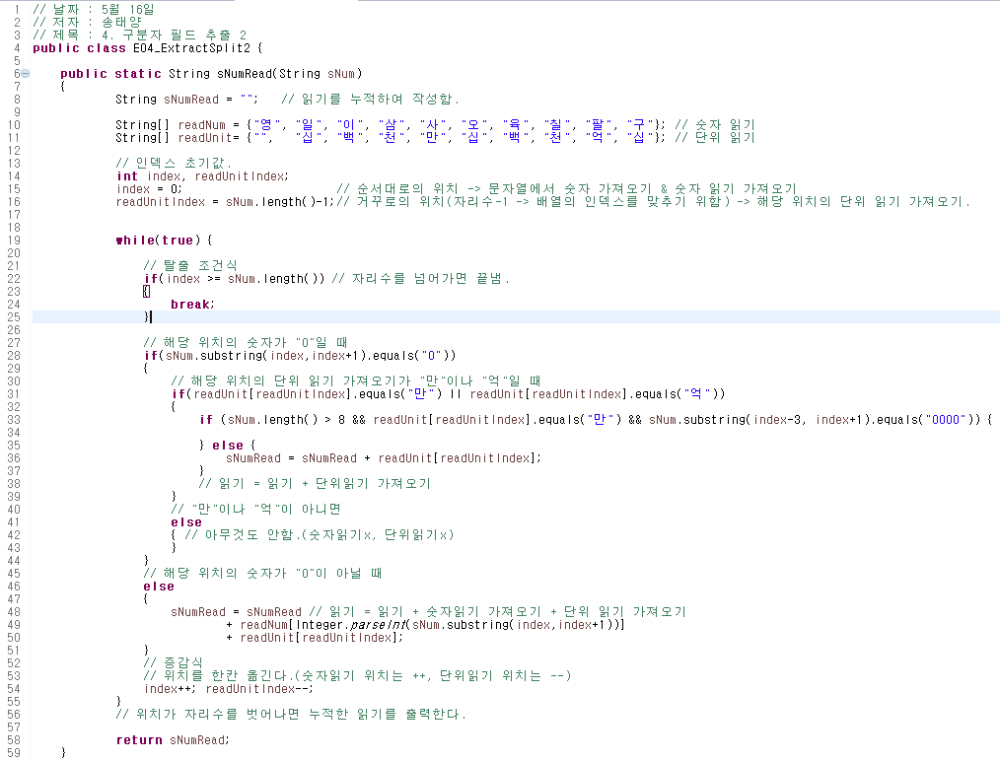 1 // 날짜 : 5월 16일
2 // 저자 : 송태양
3 // 제목 : 4. 구분자 필드 추출 2
4 public class E04_ExtractSplit2 {
5
6 public static String sNumRead(String sNum)
7 {
8 String sNumRead = ""; // 읽기를 누적하여 작성함.
9
10 String[] readNum = {"영", "일", "이", "삼", "사", "오", "육", "칠", "팔", "구"}; // 숫자 읽기
11 String[] readUnit= {"", "십", "백", "천", "만", "십", "백", "천", "억", "십"}; // 단위 읽기
12
13 // 인덱스 초기값.
14 int index, readUnitIndex;
15 index = 0; // 순서대로의 위치 -> 문자열에서 숫자 가져오기 & 숫자 읽기 가져오기
16 readUnitIndex = sNum.length()-1;// 거꾸로의 위치(자리수-1 -> 배열의 인덱스를 맞추기 위함) -> 해당 위치의 단위 읽기 가져오기.
17
18
19 while(true) {
20
21 // 탈출 조건식
22 if(index >= sNum.length()) // 자리수를 넘어가면 끝냄.
23 {
24 break;
25 }
26
27 // 해당 위치의 숫자가 "0"일 때
28 if(sNum.substring(index,index+1).equals("0"))
29 {
30 // 해당 위치의 단위 읽기 가져오기가 "만"이나 "억"일 때
31 if(readUnit[readUnitIndex].equals("만") || readUnit[readUnitIndex].equals("억"))
32 {
33 if (sNum.length() > 8 && readUnit[readUnitIndex].equals("만") && sNum.substring(index-3, index+1).equals("0000")) {
34
35 } else {
36 sNumRead = sNumRead + readUnit[readUnitIndex];
37 }
38 // 읽기 = 읽기 + 단위읽기 가져오기
39 }
40 // "만"이나 "억"이 아니면
41 else
42 { // 아무것도 안함.(숫자읽기x, 단위읽기x)
43 }
44 }
45 // 해당 위치의 숫자가 "0"이 아닐 때
46 else
47 {
48 sNumRead = sNumRead // 읽기 = 읽기 + 숫자읽기 가져오기 + 단위 읽기 가져오기
49 + readNum[Integer.parseInt(sNum.substring(index,index+1))]
50 + readUnit[readUnitIndex];
51 }
52 // 증감식
53 // 위치를 한칸 옮긴다.(숫자읽기 위치는 ++, 단위읽기 위치는 --)
54 index++; readUnitIndex--;
55 }
56 // 위치가 자리수를 벗어나면 누적한 읽기를 출력한다.
57
58 return sNumRead;
59 }